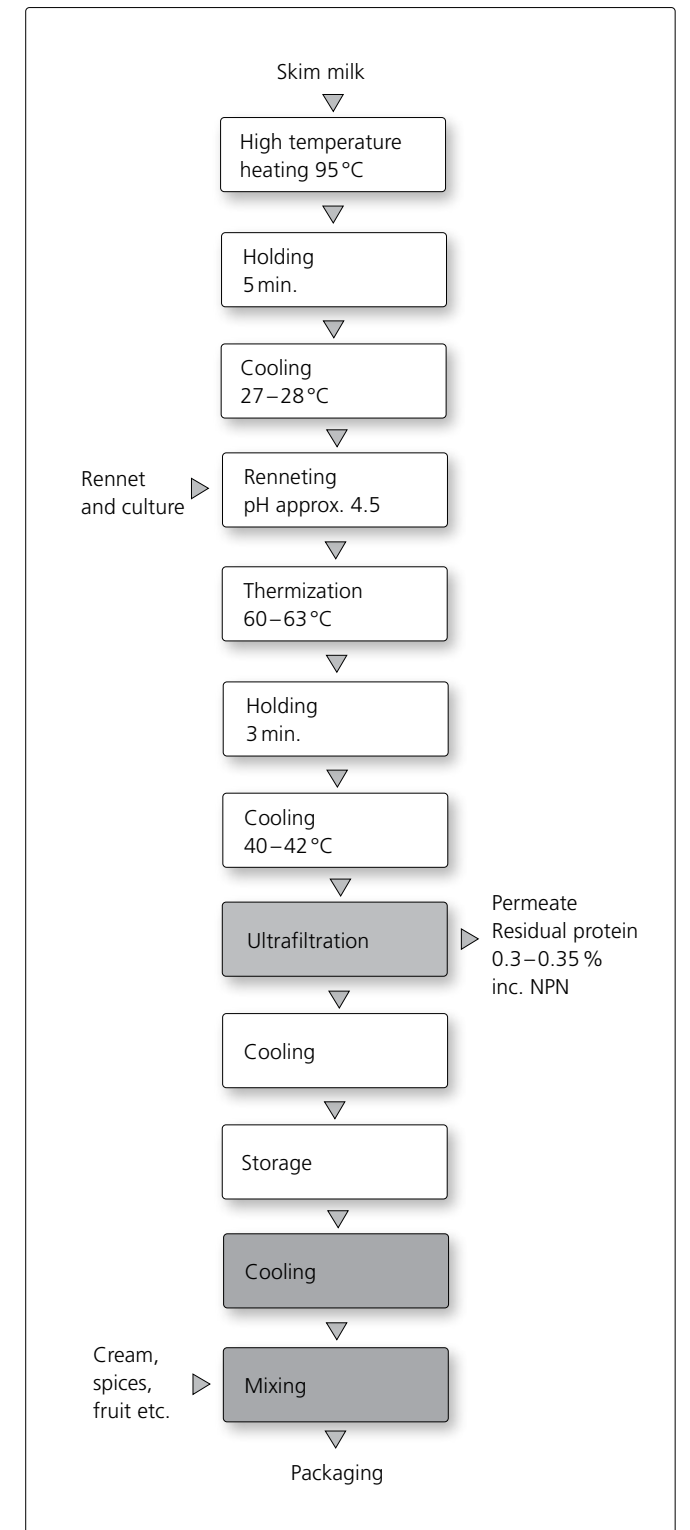 Skim milk
High temperature
heating 95 °C
Holding
5 min.
Cooling
27–28 °C
Rennet
and culture
Renneting
pH approx. 4.5
Thermization
60–63 °C
Holding
3 min.
Cooling
40–42 °C
Ultrafiltration
Permeate
Residual protein
0.3–0.35 %
inc. NPN
Cooling
Storage
Cooling
Cream,
spices,
fruit etc.
Mixing
Packaging